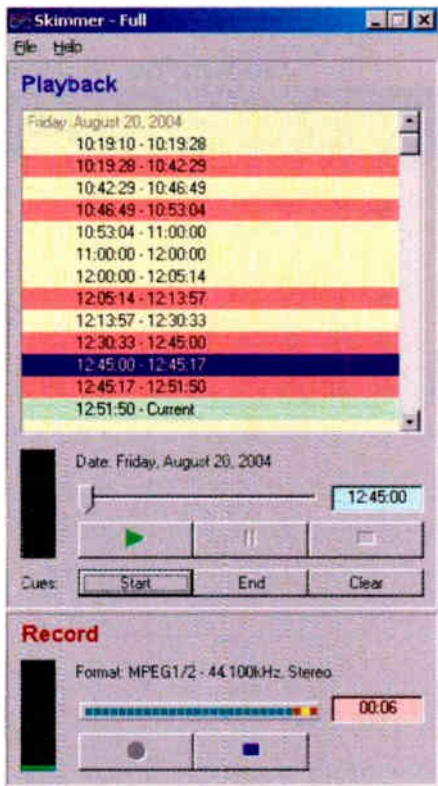 Skimmer - Full
File Help
Playback
Friday, August 20, 2004
10:19:10 - 10:19:28
10:19:28 - 10:42:29
10:42:29 - 10:46:49
10:46:49 - 10:53:04
10:53:04 - 11:00:00
11:00:00 - 12:00:00
12:00:00 - 12:05:14
12:05:14 - 12:13:57
12:13:57 - 12:30:33
12:30:33 - 12:45:00
12:45:00 - 12:45:17
12:45:17 - 12:51:50
12:51:50 - Current
Date: Friday, August 20, 2004
12:45:00
Cues: Start End Clear
Record
Format: MPEG1/2 - 44.100kHz, Stereo
00:06